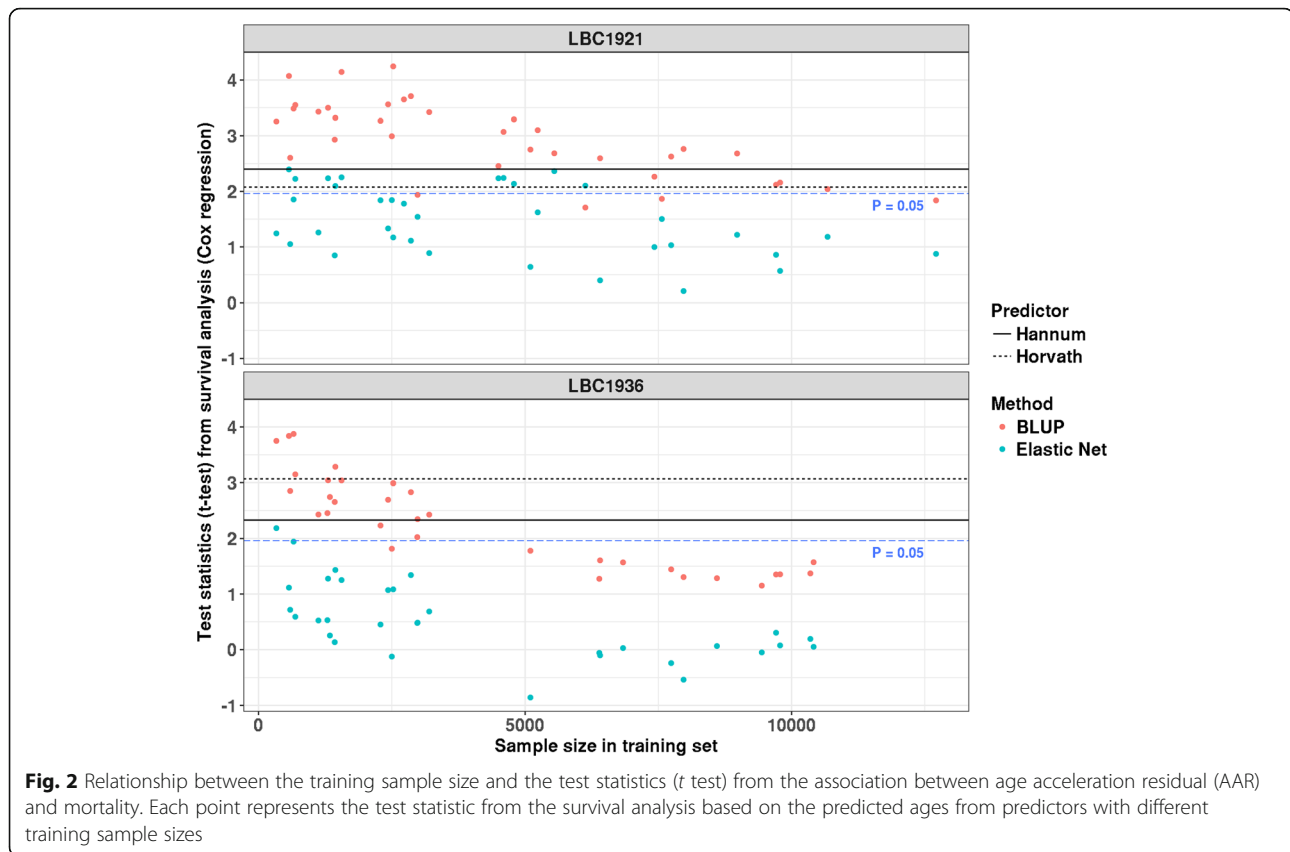 LBC1921
4
3
2
1
0
-1
P = 0.05
LBC1936
4
3
2
1
0
-1
P = 0.05
0
5000
10000
Sample size in training set
Test statistics (t-test) from survival analysis (Cox regression)
Predictor
Hannum
Horvath
Method
BLUP
Elastic Net
Fig. 2 Relationship between the training sample size and the test statistics (t test) from the association between age acceleration residual (AAR)
and mortality. Each point represents the test statistic from the survival analysis based on the predicted ages from predictors with different
training sample sizes